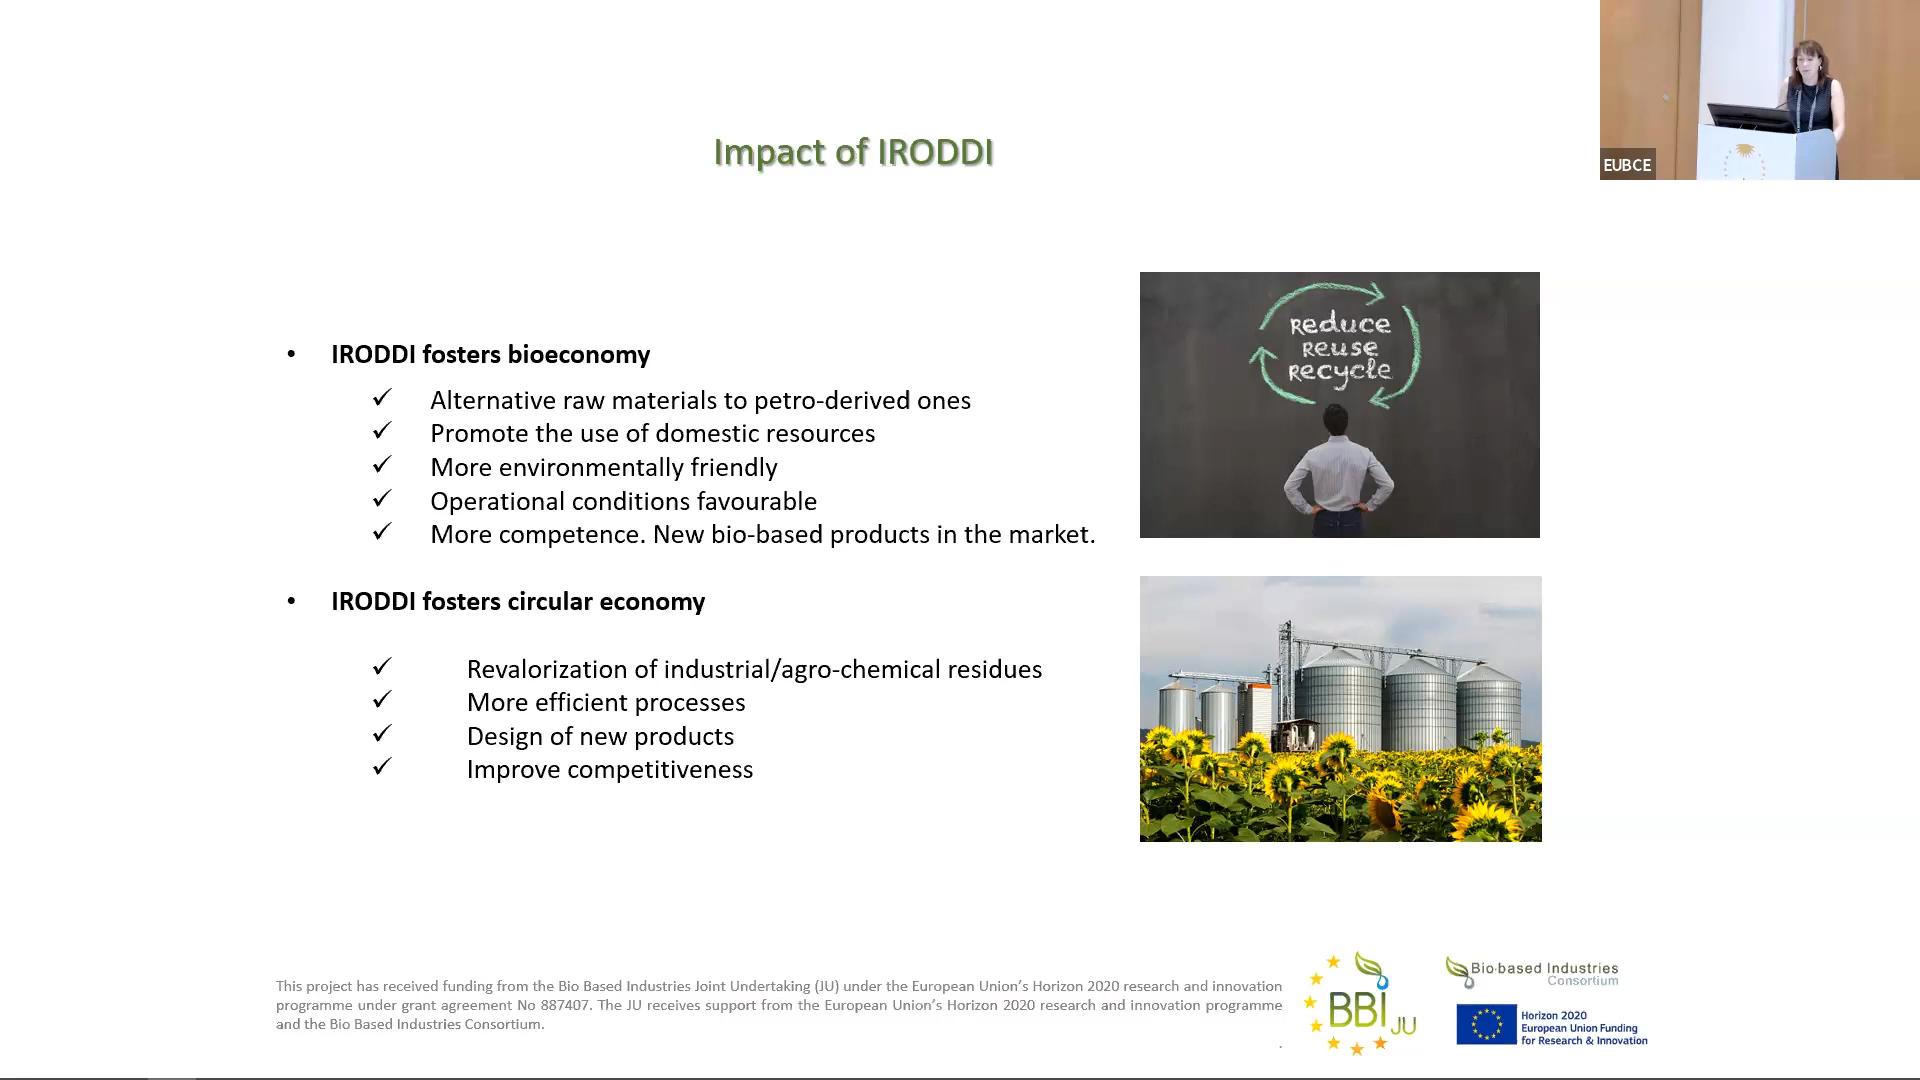 EUBCE
Impact of IRODDI
Reduce
Reuse
Recycle
• IRODDI fosters bioeconomy
✓ Alternative raw materials to petro-derived ones
✓ Promote the use of domestic resources
✓ More environmentally friendly
✓ Operational conditions favourable
✓ More competence. New bio-based products in the market.
• IRODDI fosters circular economy
✓ Revalorization of industrial/agro-chemical residues
✓ More efficient processes
✓ Design of new products
✓ Improve competitiveness
This project has received funding from the Bio Based Industries Joint Undertaking (JU) under the European Union's Horizon 2020 research and innovation
programme under grant agreement No 887407. The JU receives support from the European Union's Horizon 2020 research and innovation programme
and the Bio Based Industries Consortium.
.
BBI JU
Bio-based Industries
Consortium
Horizon 2020
European Union Funding
for Research & Innovation